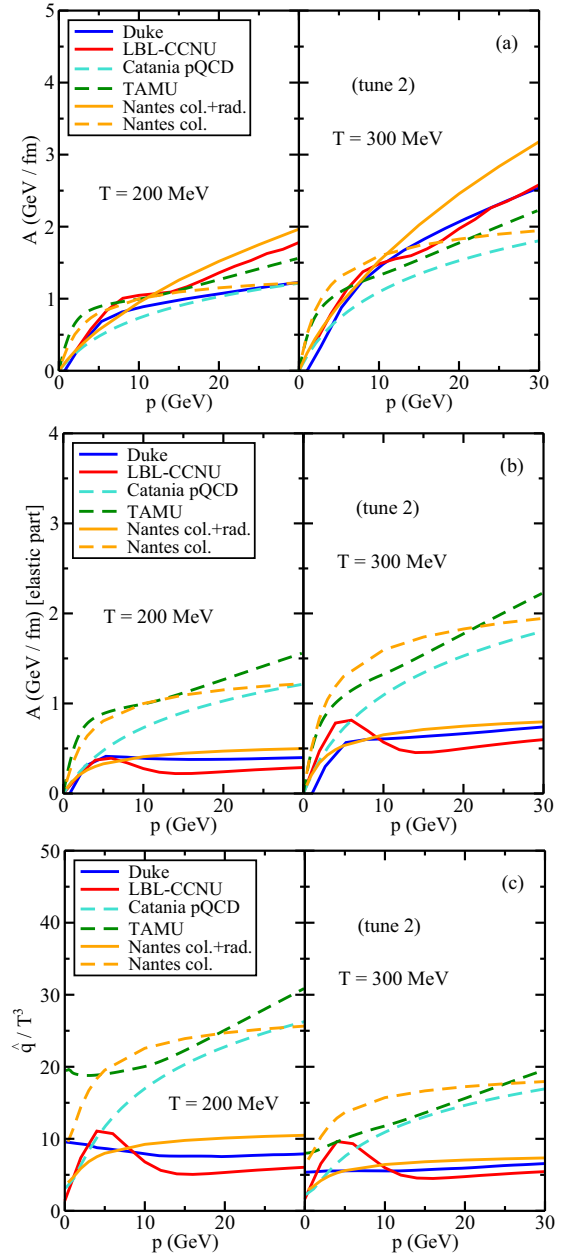 5
4
3
2
1
0
A (GeV / fm)
Duke
LBL-CCNU
Catania pQCD
TAMU
Nantes col.+rad.
Nantes col.
T = 200 MeV
0 10 20
p (GeV)
(a)
(tune 2)
T = 300 MeV
0 10 20 30
p (GeV)
4
3
2
1
0
A (GeV / fm) [elastic part]
Duke
LBL-CCNU
Catania pQCD
TAMU
Nantes col.+rad.
Nantes col.
T = 200 MeV
0 10 20
p (GeV)
(b)
(tune 2)
T = 300 MeV
0 10 20 30
p (GeV)
50
40
30
20
10
0
q̂ / T³
Duke
LBL-CCNU
Catania pQCD
TAMU
Nantes col.+rad.
Nantes col.
T = 200 MeV
0 10 20
p (GeV)
(c)
(tune 2)
T = 300 MeV
0 10 20 30
p (GeV)